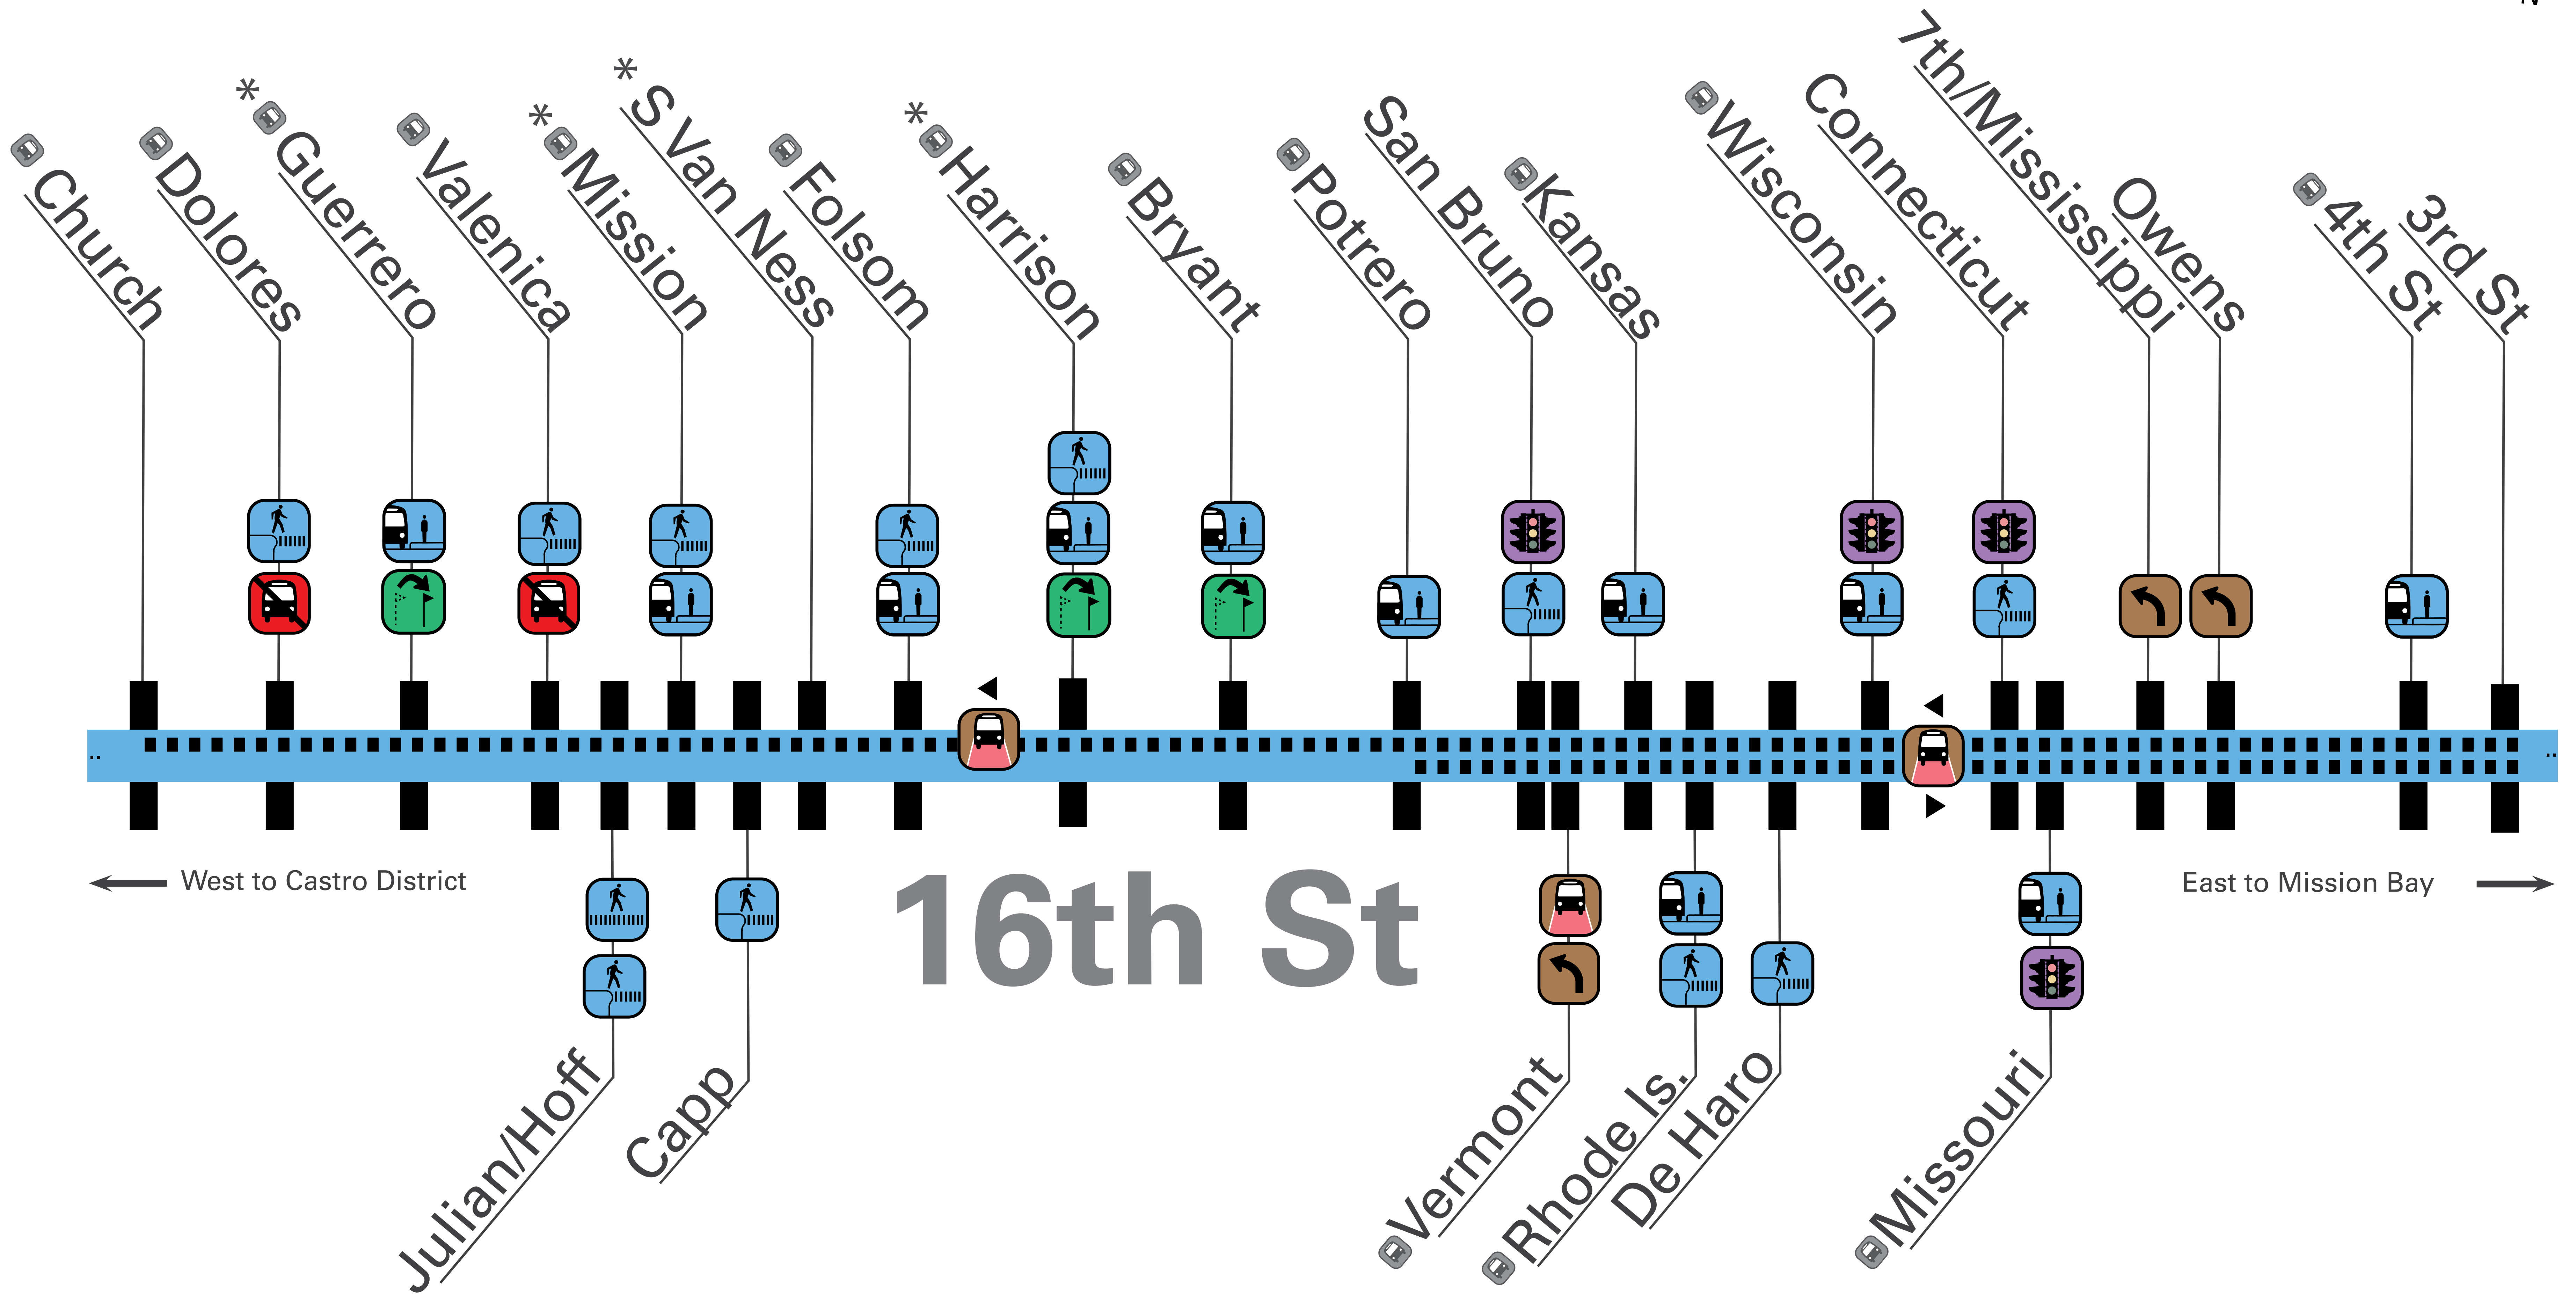 N
Church
Dolores
* Guerrero
Valenica
* Mission
* S Van Ness
Folsom
* Harrison
Bryant
Potrero
San Bruno
Kansas
Wisconsin
Connecticut
7th/Mississippi
Owens
4th St
3rd St
West to Castro District
16th St
East to Mission Bay
Julian/Hoff
Capp
Vermont
Rhode Is.
De Haro
Missouri